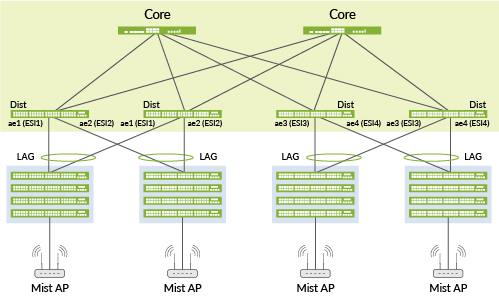 Core Core
Dist Dist Dist Dist
ae1 (ESI1) ae2 (ESI2) ae1 (ESI1) ae2 (ESI2) ae3 (ESI3) ae4 (ESI4) ae3 (ESI3) ae4 (ESI4)
LAG LAG LAG LAG
Mist AP Mist AP Mist AP Mist AP